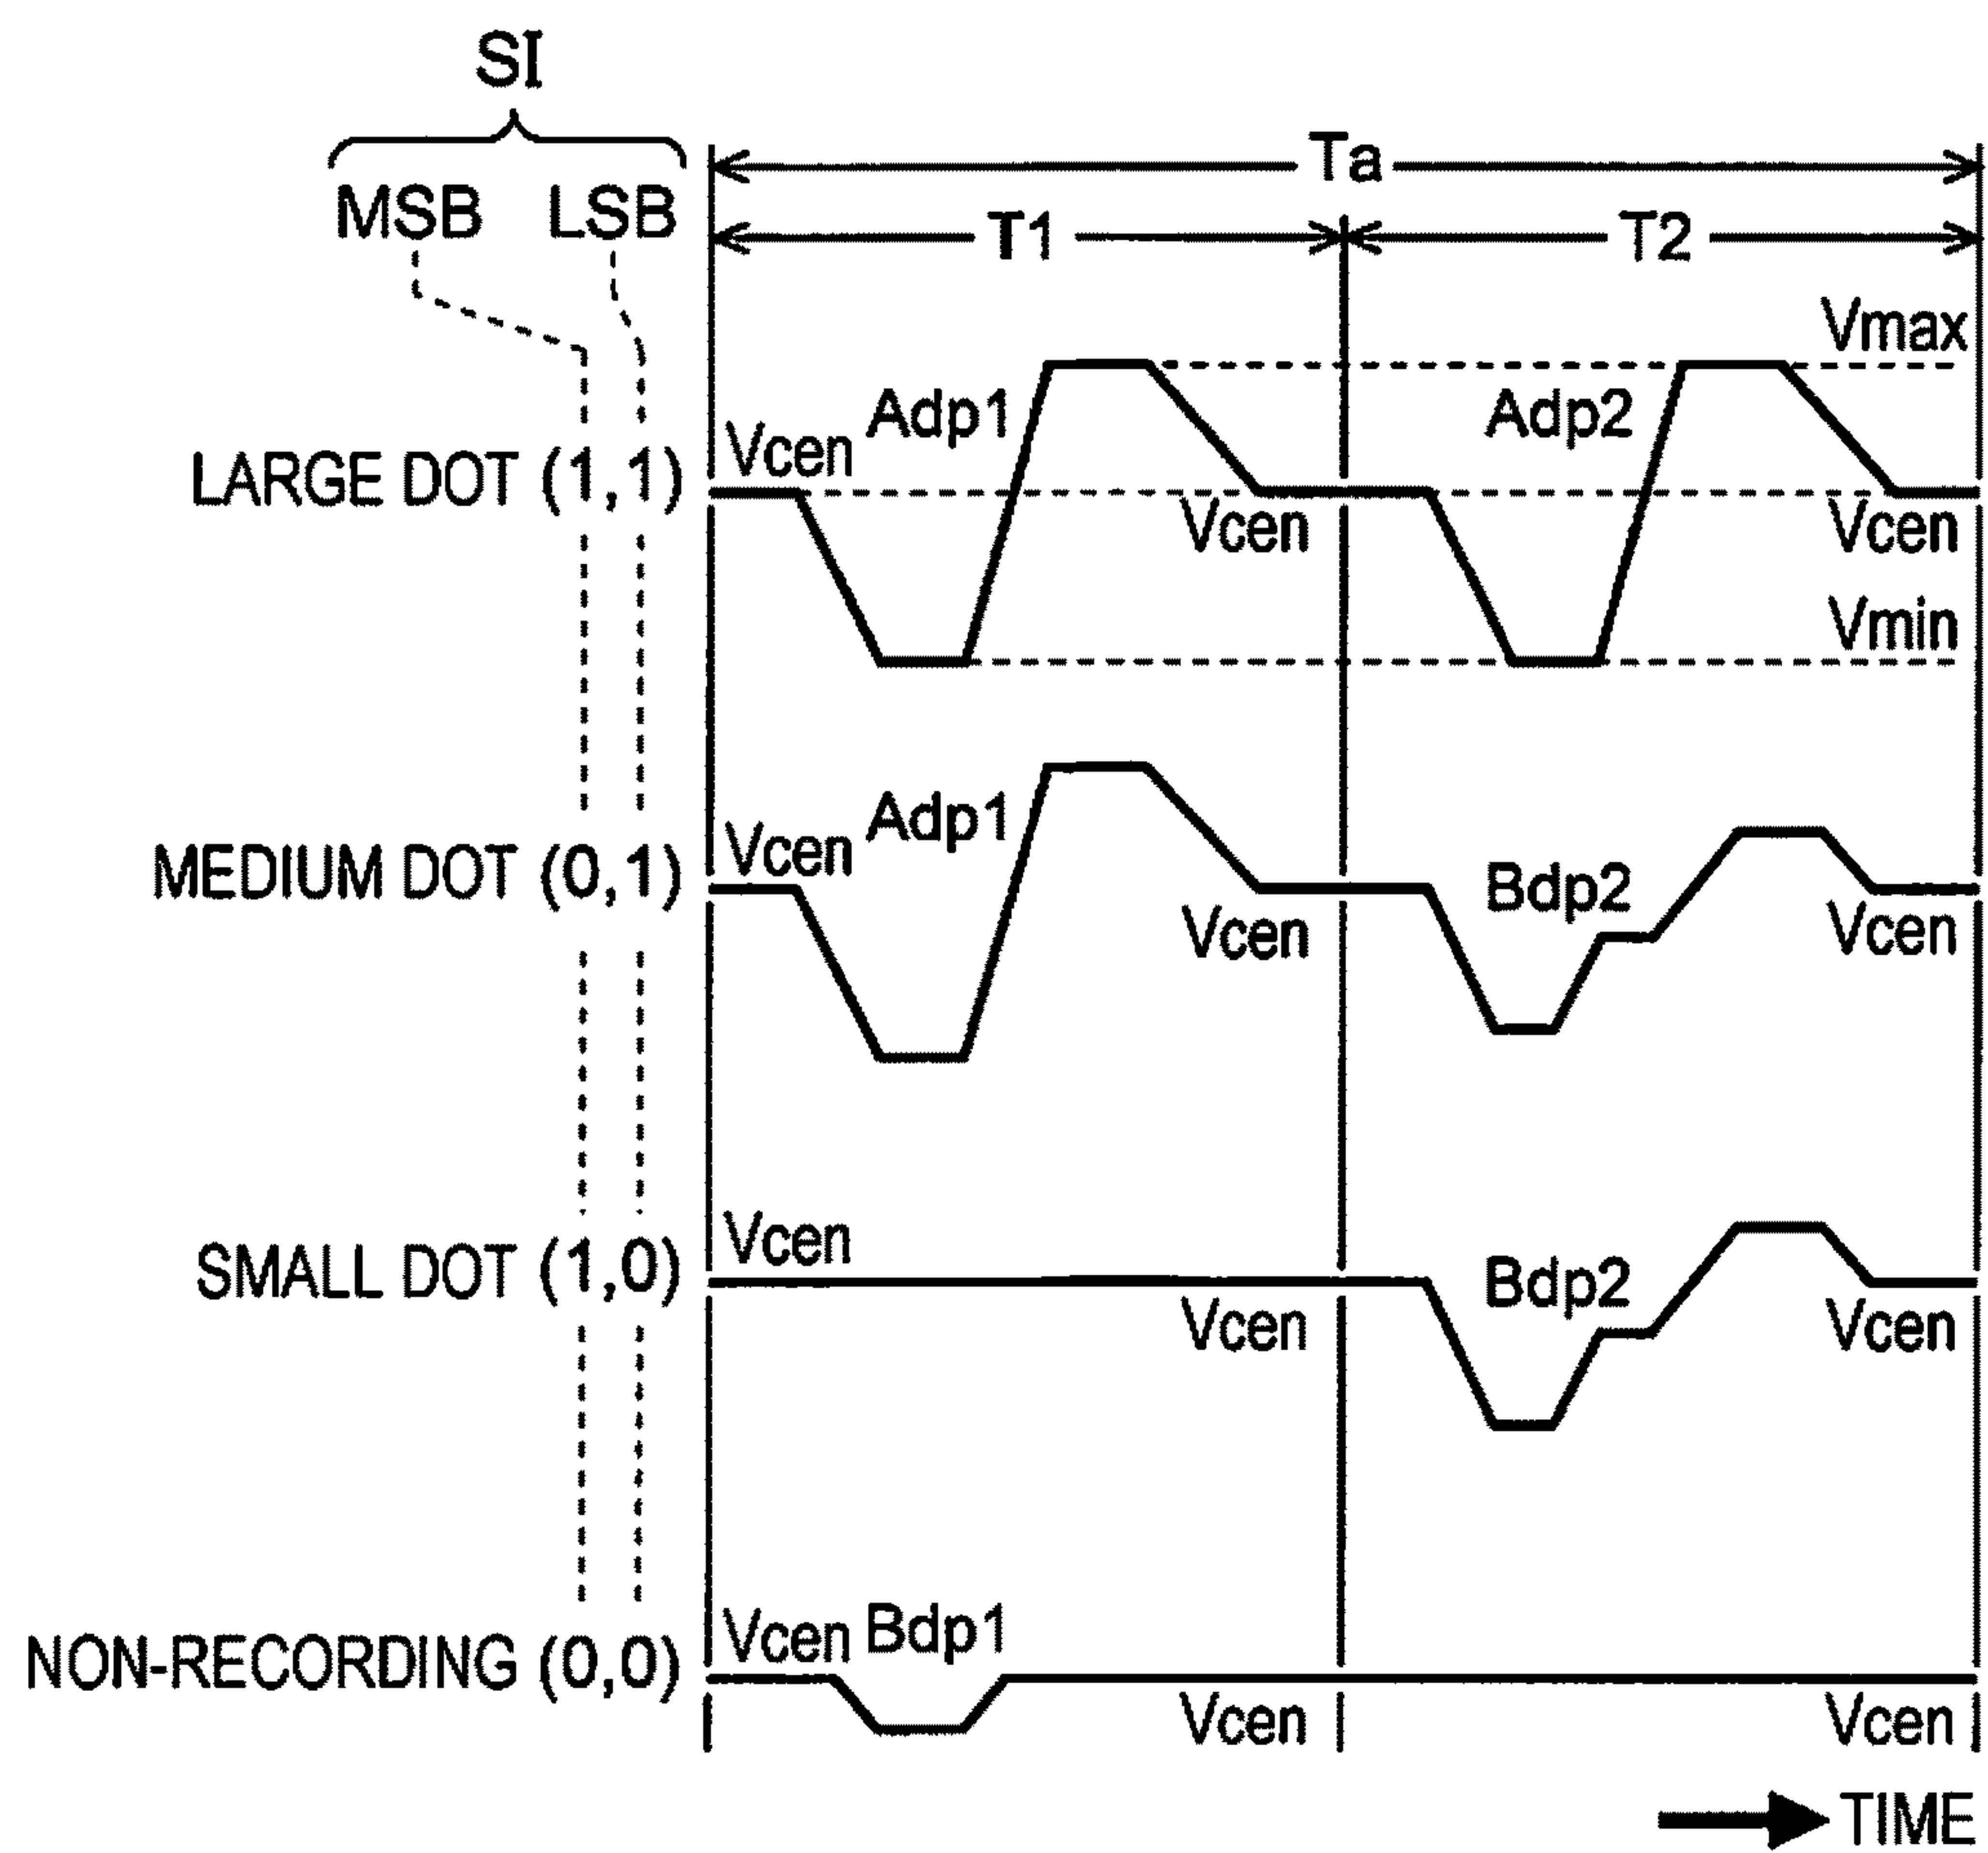 SI
MSB LSB
Ta
T1 T2
Vmax
Adp1 Adp2
Vcen
LARGE DOT (1,1)
Vcen Vcen
Vmin
Adp1
Vcen
MEDIUM DOT (0,1) Bdp2
Vcen Vcen
Vcen
SMALL DOT (1,0) Bdp2
Vcen Vcen
Vcen Bdp1
NON-RECORDING (0,0)
Vcen Vcen
TIME